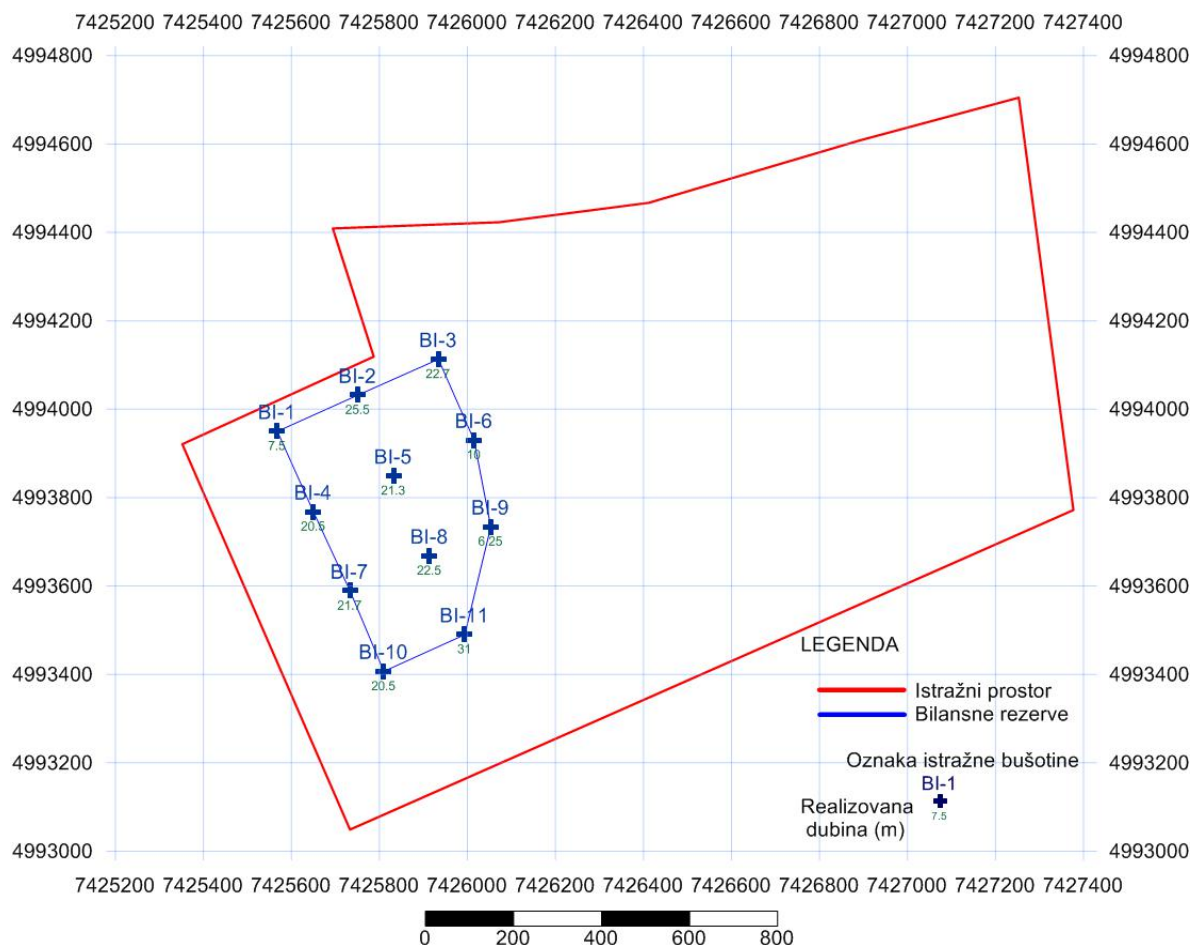 7425200 7425400 7425600 7425800 7426000 7426200 7426400 7426600 7426800 7427000 7427200 7427400
4994800 4994800
4994600 4994600
4994400 4994400
4994200 4994200
BI-3
22.7
BI-2
25.5
4994000 4994000
BI-1
7.5
BI-6
10
BI-5
21.3
4993800 4993800
BI-4
20.5
BI-9
6.25
BI-8
22.5
4993600 4993600
BI-7
21.7
BI-11
31
LEGENDA
BI-10
20.5
4993400 4993400
Istražni prostor
Bilansne rezerve
4993200 4993200
Oznaka istražne bušotine
BI-1
7.5
Realizovana
dubina (m)
4993000 4993000
7425200 7425400 7425600 7425800 7426000 7426200 7426400 7426600 7426800 7427000 7427200 7427400
0 200 400 600 800